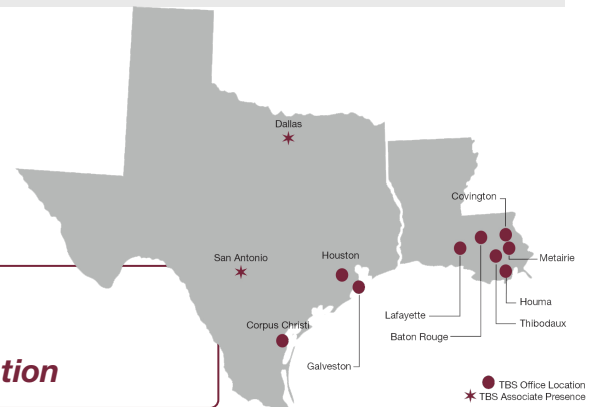 Dallas
Covington
San Antonio
Houston
Metairie
Houma
Lafayette
Thibodaux
Corpus Christi
Baton Rouge
Galveston
tion
TBS Office Location
TBS Associate Presence